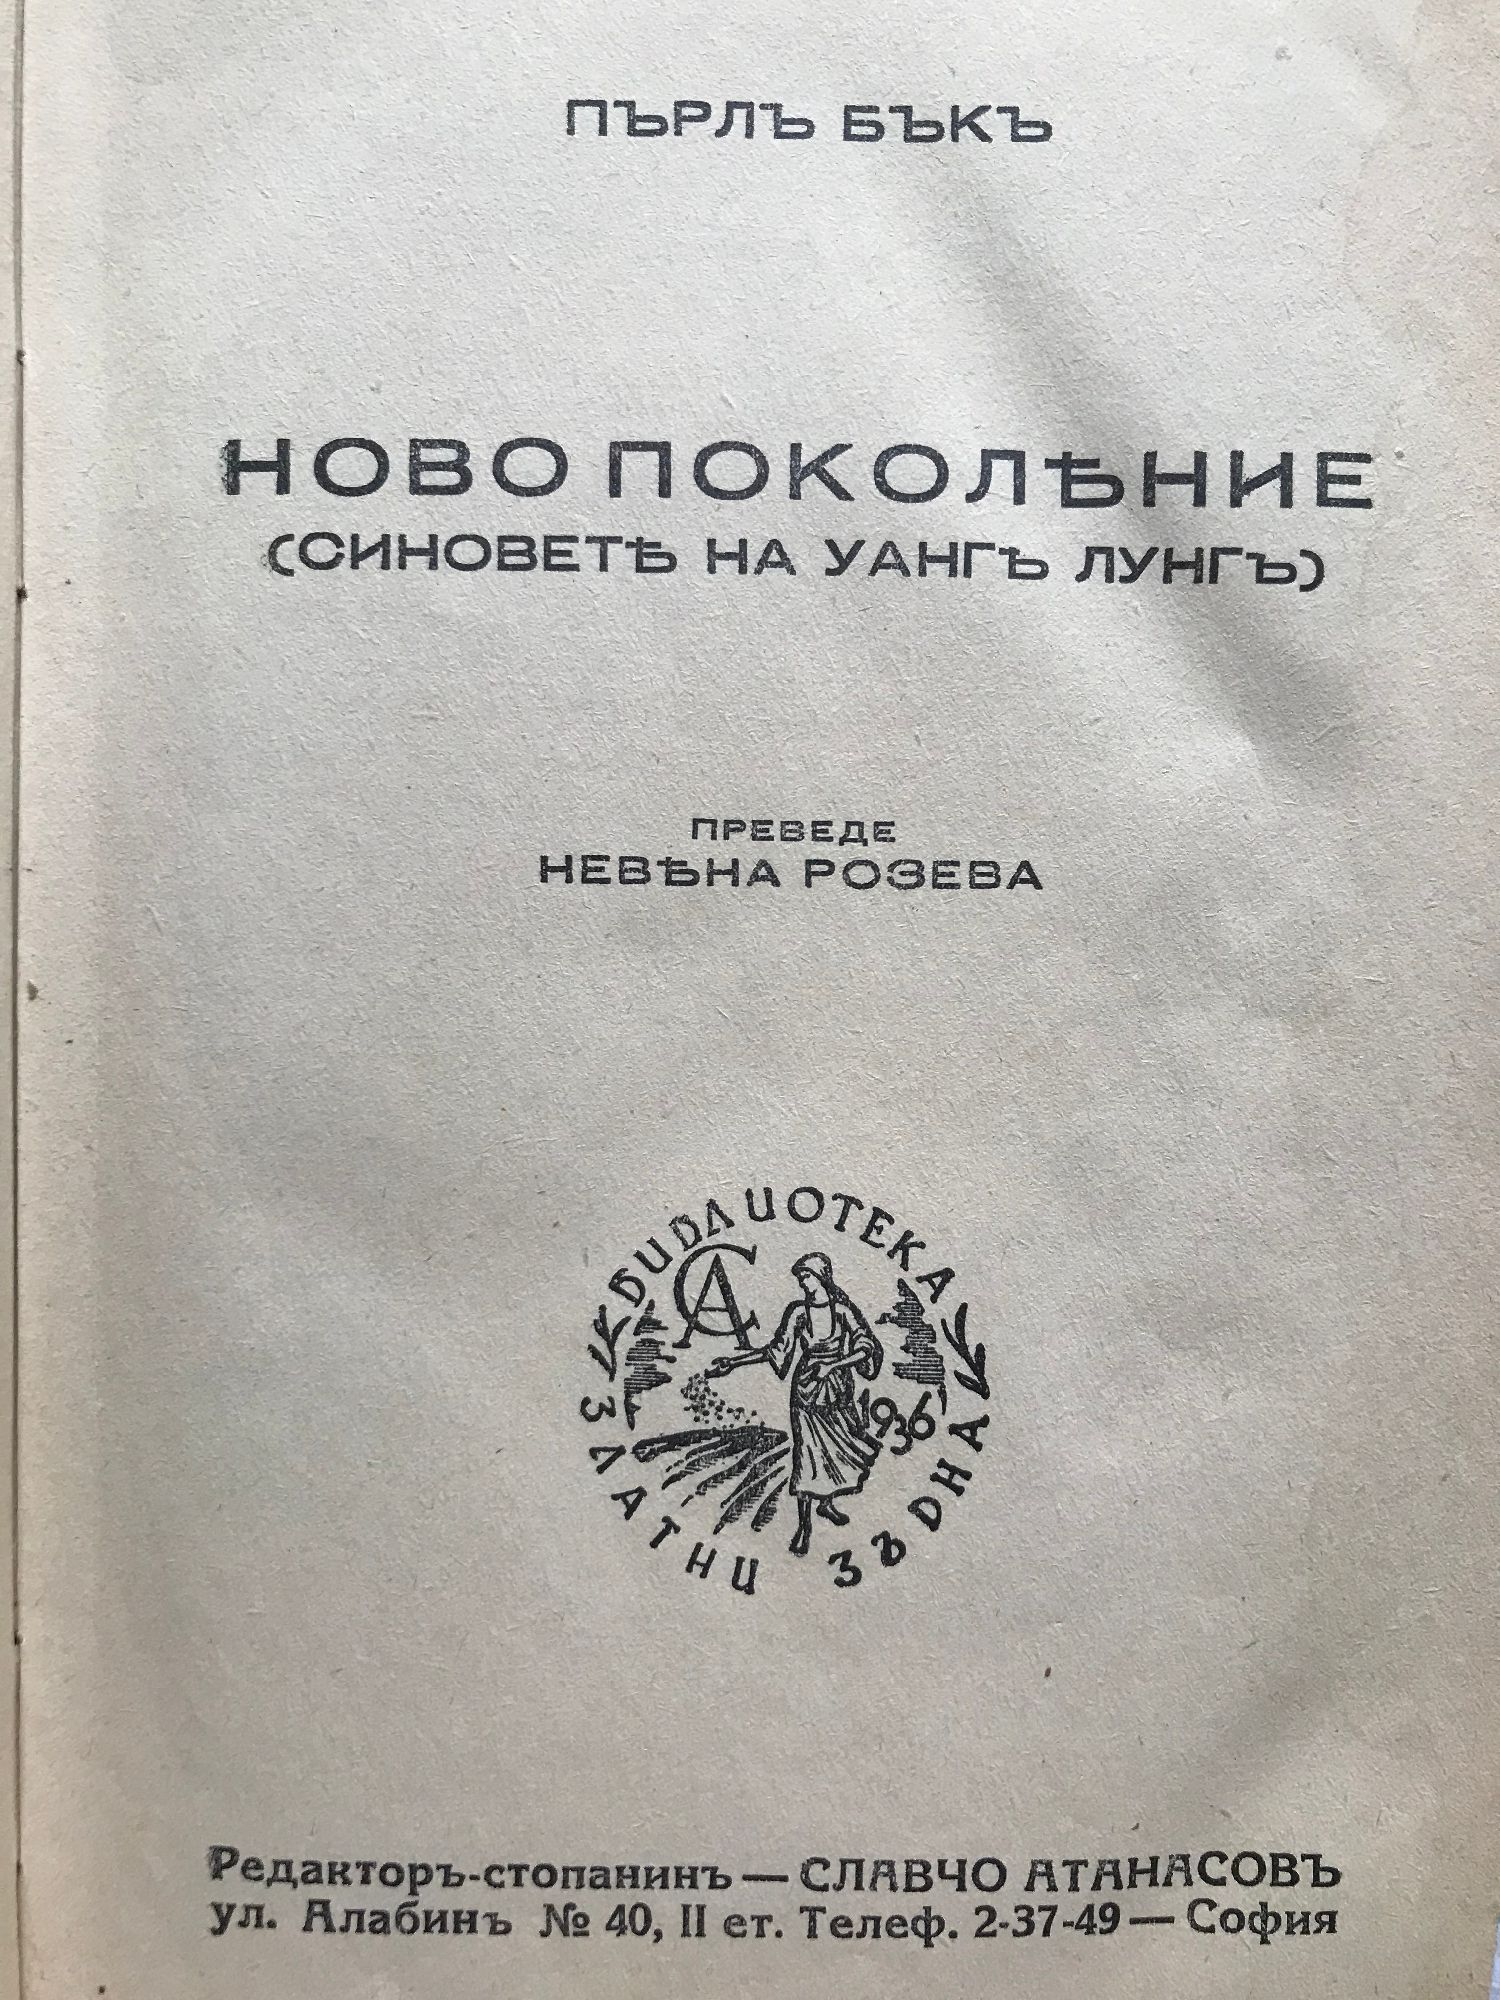 ПЪРЛЪ БЪКЪ
НОВО ПОКОЛѢНИЕ
(СИНОВЕТѢ НА УАНГЪ ЛУНГЪ)
ПРЕВЕДЕ
НЕВѢНА РОЗЕВА
БИБЛИОТЕКА
СА
1936
ЗЛАТНИ ЗЪРНА
Редакторъ-стопанинъ — СЛАВЧО АТАНАСОВЪ
ул. Алабинъ № 40, II ет. Телеф. 2-37-49 — София